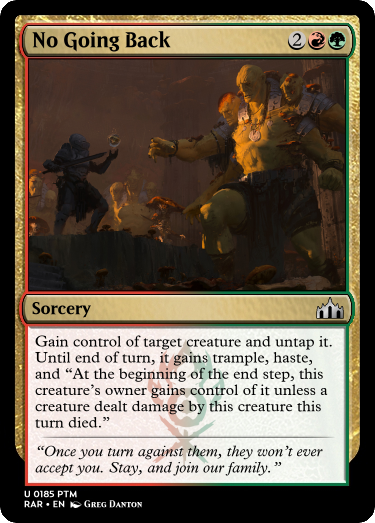 No Going Back 2
Sorcery
Gain control of target creature and untap it.
Until end of turn, it gains trample, haste,
and “At the beginning of the end step, this
creature’s owner gains control of it unless a
creature dealt damage by this creature this
turn died.”
“Once you turn against them, they won’t ever
accept you. Stay, and join our family.”
U 0185 PTM
RAR • EN Greg Danton